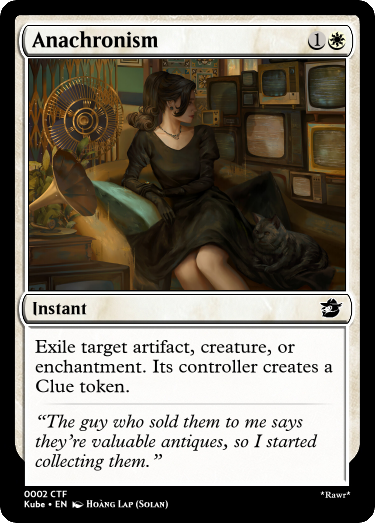 Anachronism
1
Instant
Exile target artifact, creature, or
enchantment. Its controller creates a
Clue token.
“The guy who sold them to me says
they’re valuable antiques, so I started
collecting them.”
0002 CTF
Kube • EN Hoàng Lap (Solan)
*Rawr*